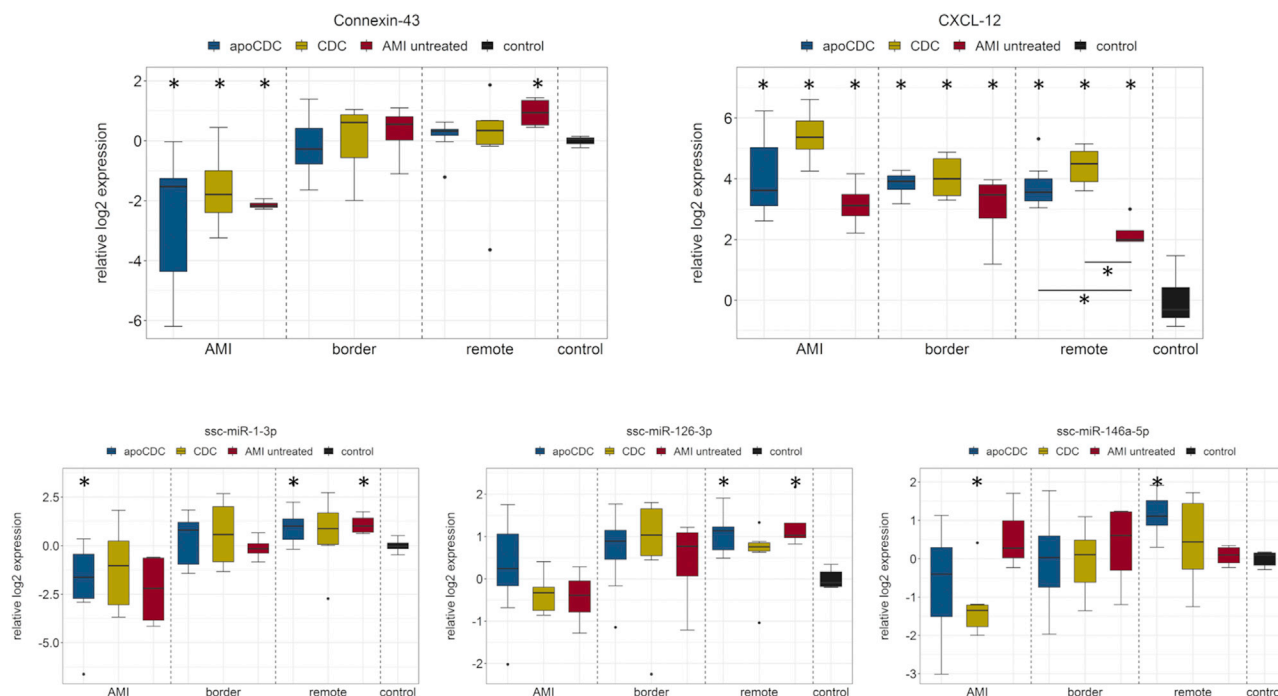 Connexin-43
apoCDC CDC AMI untreated control
relative log2 expression
2
0
-2
-4
-6
* * * *
AMI border remote control
CXCL-12
apoCDC CDC AMI untreated control
relative log2 expression
6
4
2
0
* * * * * * * * *
*
*
AMI border remote control
ssc-miR-1-3p
apoCDC CDC AMI untreated control
relative log2 expression
2.5
0.0
-2.5
-5.0
* * *
AMI border remote control
ssc-miR-126-3p
apoCDC CDC AMI untreated control
relative log2 expression
2
1
0
-1
-2
* *
AMI border remote control
ssc-miR-146a-5p
apoCDC CDC AMI untreated control
relative log2 expression
2
1
0
-1
-2
-3
* *
AMI border remote control